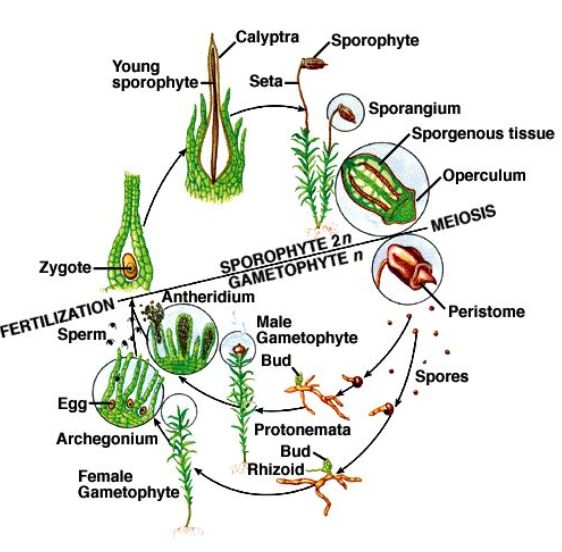 Calyptra
Sporophyte
Young
sporophyte
Seta
Sporangium
Sporgenous tissue
Operculum
MEIOSIS
SPOROPHYTE 2n
GAMETOPHYTE n
Zygote
FERTILIZATION
Antheridium
Peristome
Sperm
Male
Gametophyte
Bud
Spores
Egg
Protonemata
Archegonium
Bud
Rhizoid
Female
Gametophyte